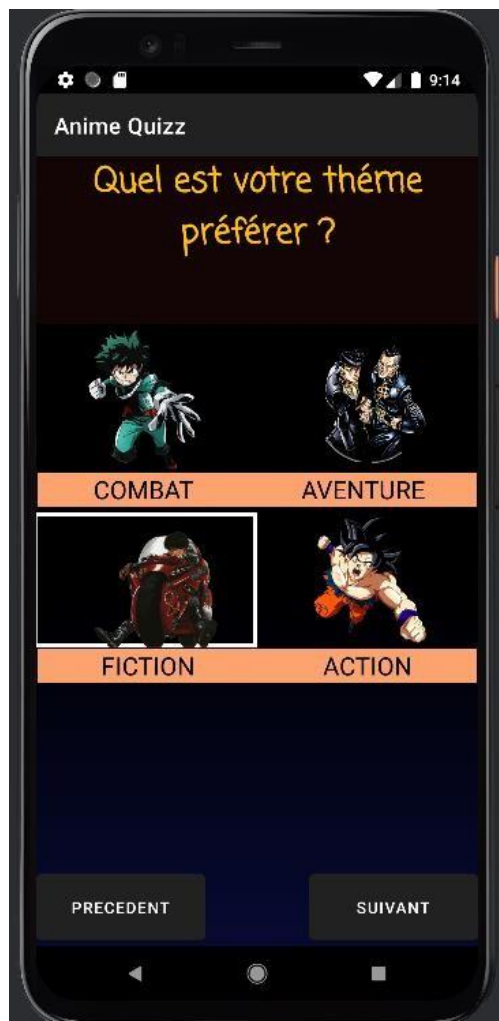 9:14
Anime Quizz
Quel est votre théme
préférer ?
COMBAT AVENTURE
FICTION ACTION
PRECEDENT SUIVANT